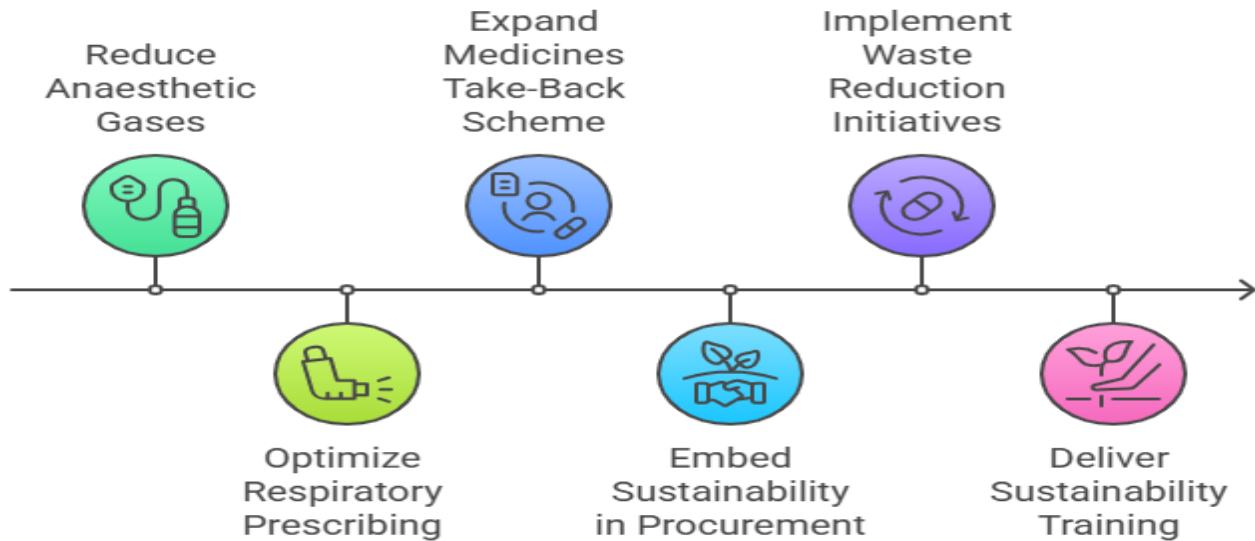 Reduce
Anaesthetic
Gases
Optimize
Respiratory
Prescribing
Expand
Medicines
Take-Back
Scheme
Embed
Sustainability
in Procurement
Implement
Waste
Reduction
Initiatives
Deliver
Sustainability
Training